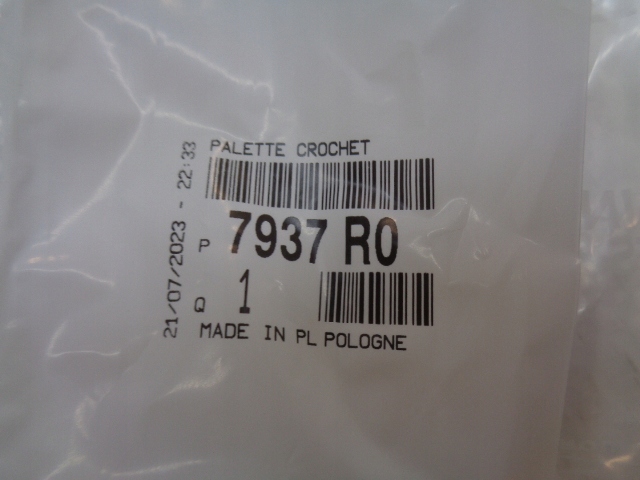 PALETTE CROCHET
P 7937 R0
Q 1
MADE IN PL POLOGNE
21/07/2023 - 22:33